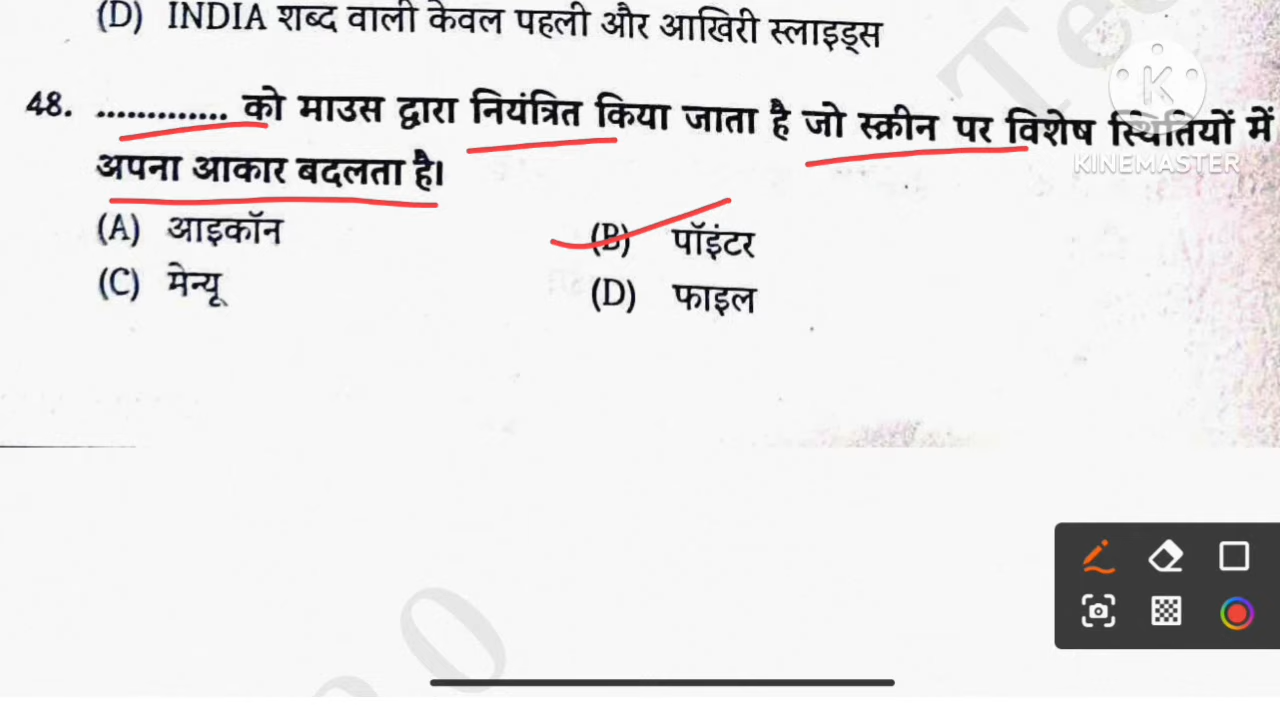 (D) INDIA शब्द वाली केवल पहली और आखिरी स्लाइड्स
48. ............. को माउस द्वारा नियंत्रित किया जाता है जो स्क्रीन पर विशेष स्थितियों में
अपना आकार बदलता है।
(A) आइकॉन (B) पॉइंटर
(C) मेन्यू (D) फाइल
K
KINEMASTER